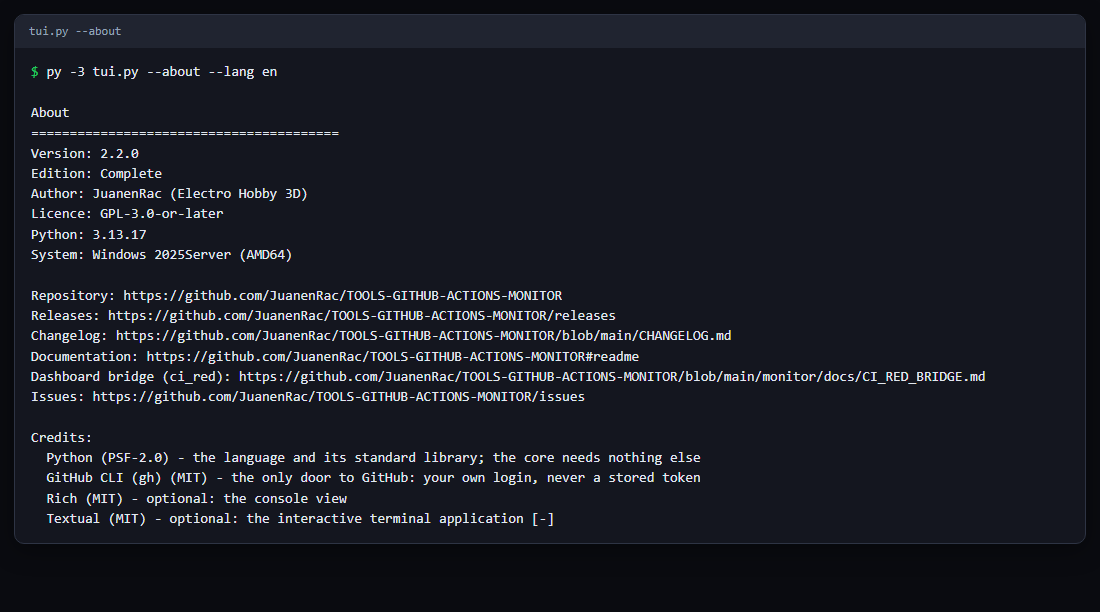 tui.py --about
$ py -3 tui.py --about --lang en
About
========================================
Version: 2.2.0
Edition: Complete
Author: JuanenRac (Electro Hobby 3D)
Licence: GPL-3.0-or-later
Python: 3.13.17
System: Windows 2025Server (AMD64)
Repository: https://github.com/JuanenRac/TOOLS-GITHUB-ACTIONS-MONITOR
Releases: https://github.com/JuanenRac/TOOLS-GITHUB-ACTIONS-MONITOR/releases
Changelog: https://github.com/JuanenRac/TOOLS-GITHUB-ACTIONS-MONITOR/blob/main/CHANGELOG.md
Documentation: https://github.com/JuanenRac/TOOLS-GITHUB-ACTIONS-MONITOR#readme
Dashboard bridge (ci_red): https://github.com/JuanenRac/TOOLS-GITHUB-ACTIONS-MONITOR/blob/main/monitor/docs/CI_RED_BRIDGE.md
Issues: https://github.com/JuanenRac/TOOLS-GITHUB-ACTIONS-MONITOR/issues
Credits:
  Python (PSF-2.0) - the language and its standard library; the core needs nothing else
  GitHub CLI (gh) (MIT) - the only door to GitHub: your own login, never a stored token
  Rich (MIT) - optional: the console view
  Textual (MIT) - optional: the interactive terminal application [-]